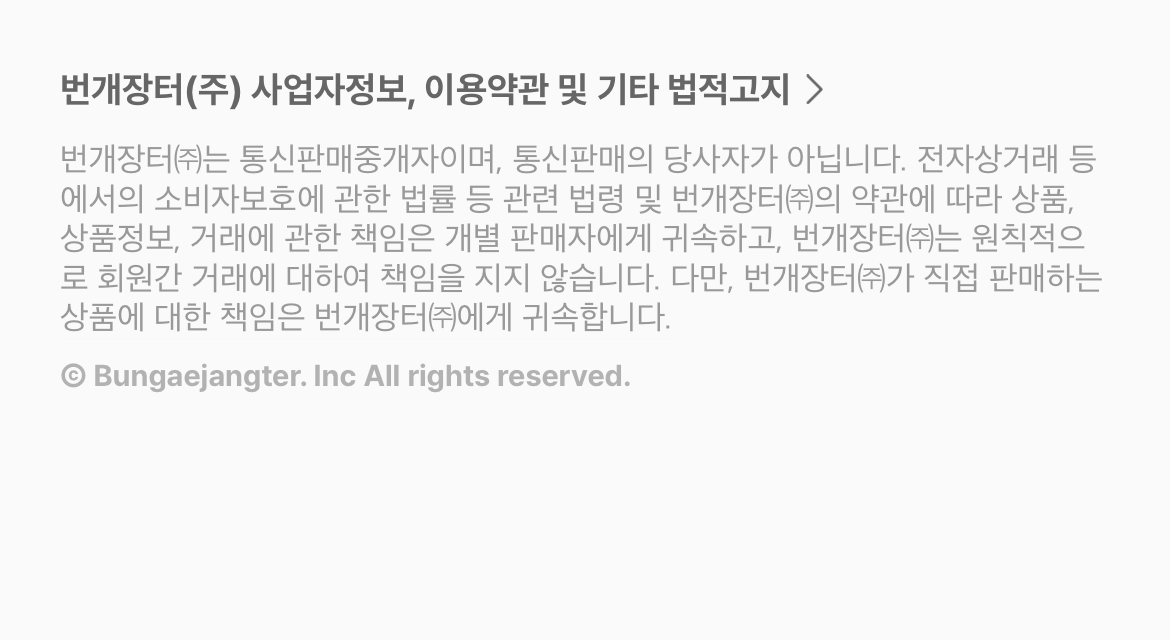 번개장터(주) 사업자정보, 이용약관 및 기타 법적고지 >
번개장터㈜는 통신판매중개자이며, 통신판매의 당사자가 아닙니다. 전자상거래 등
에서의 소비자보호에 관한 법률 등 관련 법령 및 번개장터㈜의 약관에 따라 상품,
상품정보, 거래에 관한 책임은 개별 판매자에게 귀속하고, 번개장터㈜는 원칙적으
로 회원간 거래에 대하여 책임을 지지 않습니다. 다만, 번개장터㈜가 직접 판매하는
상품에 대한 책임은 번개장터㈜에게 귀속합니다.
© Bungaejangter. Inc All rights reserved.